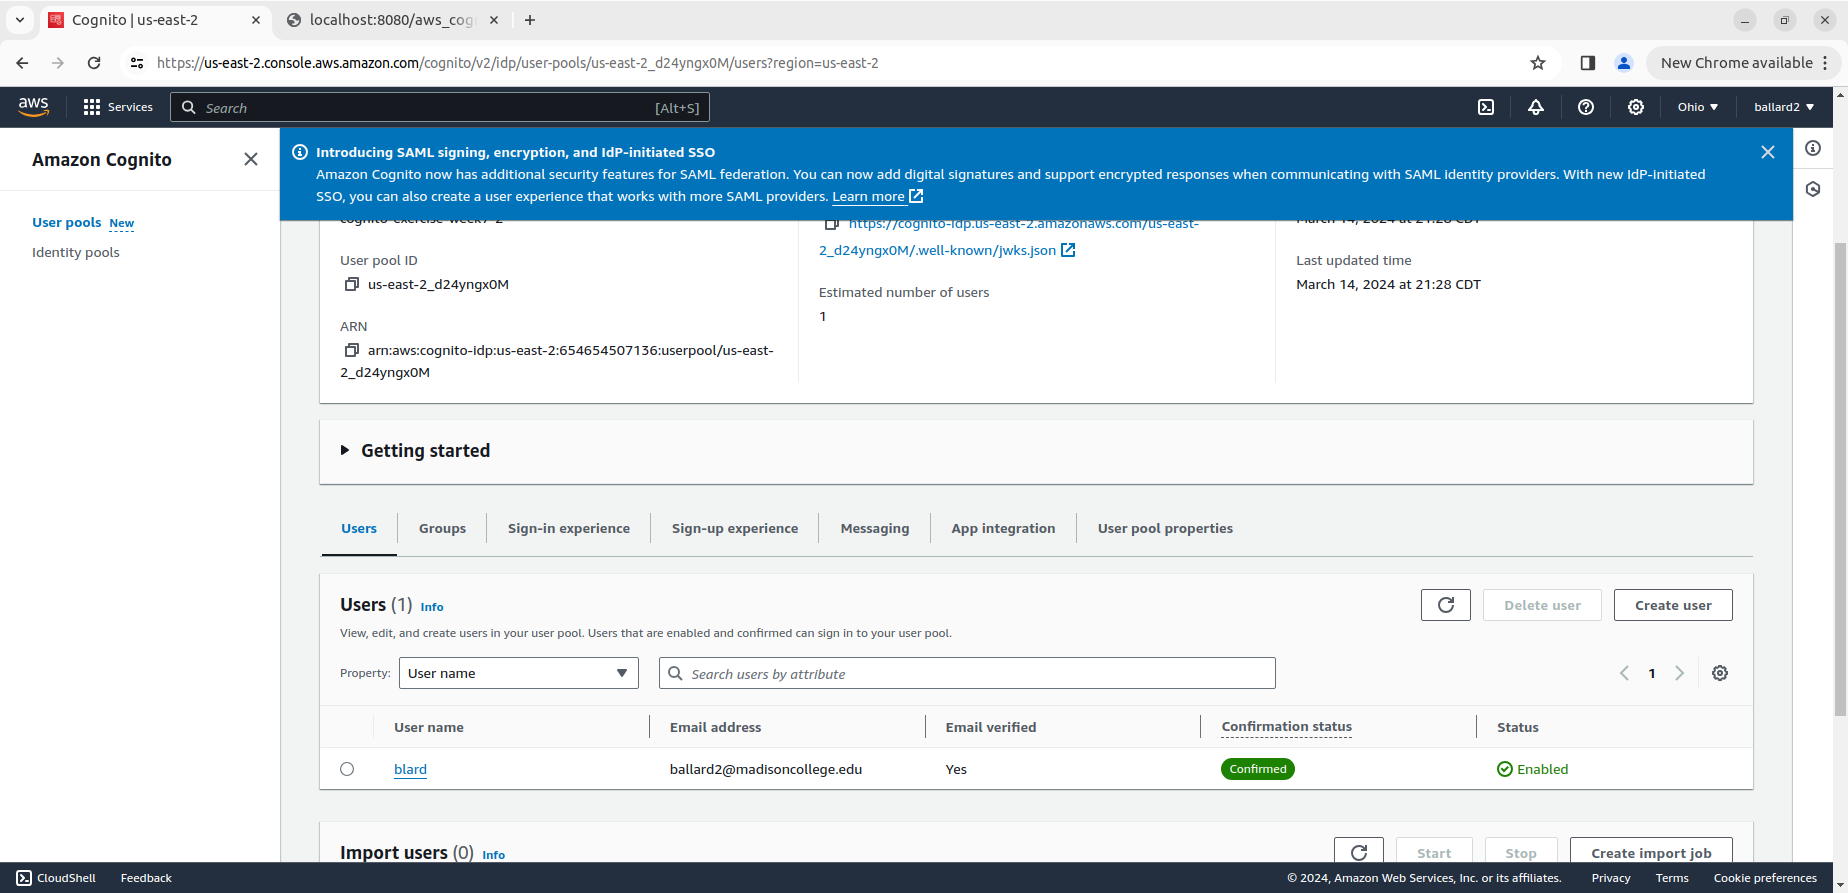 Cognito | us-east-2
localhost:8080/aws_cog
https://us-east-2.console.aws.amazon.com/cognito/v2/idp/user-pools/us-east-2_d24yngx0M/users?region=us-east-2
New Chrome available
aws
Services
Search
[Alt+S]
Ohio
ballard2
Amazon Cognito
User pools New
Identity pools
Introducing SAML signing, encryption, and IdP-initiated SSO
Amazon Cognito now has additional security features for SAML federation. You can now add digital signatures and support encrypted responses when communicating with SAML identity providers. With new IdP-initiated
SSO, you can also create a user experience that works with more SAML providers. Learn more
cognito-exercise-week7-2
User pool ID
us-east-2_d24yngx0M
ARN
arn:aws:cognito-idp:us-east-2:654654507136:userpool/us-east-
2_d24yngx0M
https://cognito-idp.us-east-2.amazonaws.com/us-east-
2_d24yngx0M/.well-known/jwks.json
Estimated number of users
1
March 14, 2024 at 21:28 CDT
Last updated time
March 14, 2024 at 21:28 CDT
Getting started
Users
Groups
Sign-in experience
Sign-up experience
Messaging
App integration
User pool properties
Users (1) Info
View, edit, and create users in your user pool. Users that are enabled and confirmed can sign in to your user pool.
Delete user
Create user
Property:
User name
Search users by attribute
1
User name
Email address
Email verified
Confirmation status
Status
blard
ballard2@madisoncollege.edu
Yes
Confirmed
Enabled
Import users (0) Info
Start
Stop
Create import job
CloudShell
Feedback
© 2024, Amazon Web Services, Inc. or its affiliates.
Privacy
Terms
Cookie preferences